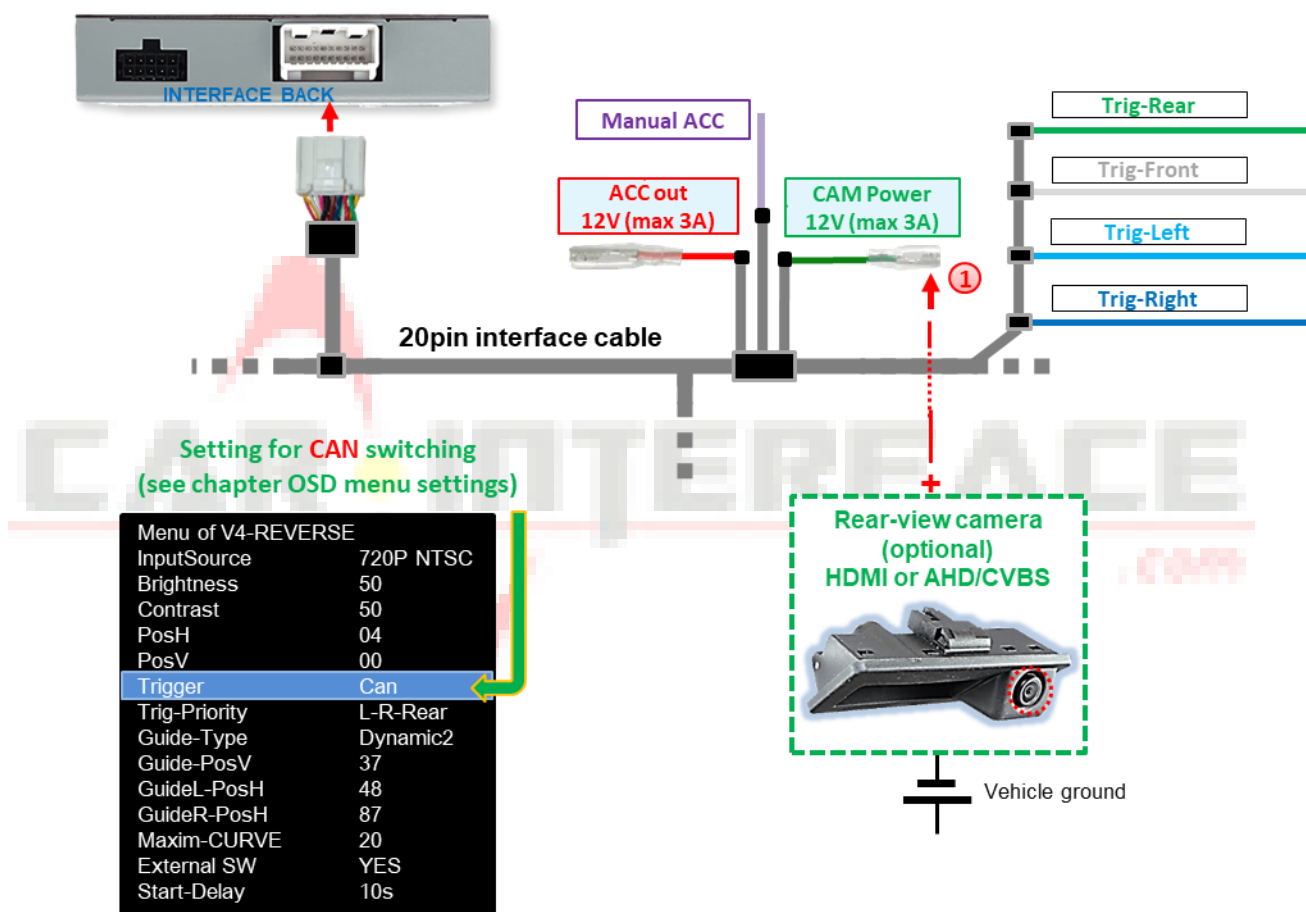 INTERFACE BACK
Manual ACC
ACC out
12V (max 3A)
CAM Power
12V (max 3A)
Trig-Rear
Trig-Front
Trig-Left
Trig-Right
1
20pin interface cable
CAR INTERFACE
.com
Setting for CAN switching
(see chapter OSD menu settings)
Menu of V4-REVERSE
InputSource 720P NTSC
Brightness 50
Contrast 50
PosH 04
PosV 00
Trigger Can
Trig-Priority L-R-Rear
Guide-Type Dynamic2
Guide-PosV 37
GuideL-PosH 48
GuideR-PosH 87
Maxim-CURVE 20
External SW YES
Start-Delay 10s
+
Rear-view camera
(optional)
HDMI or AHD/CVBS
Vehicle ground